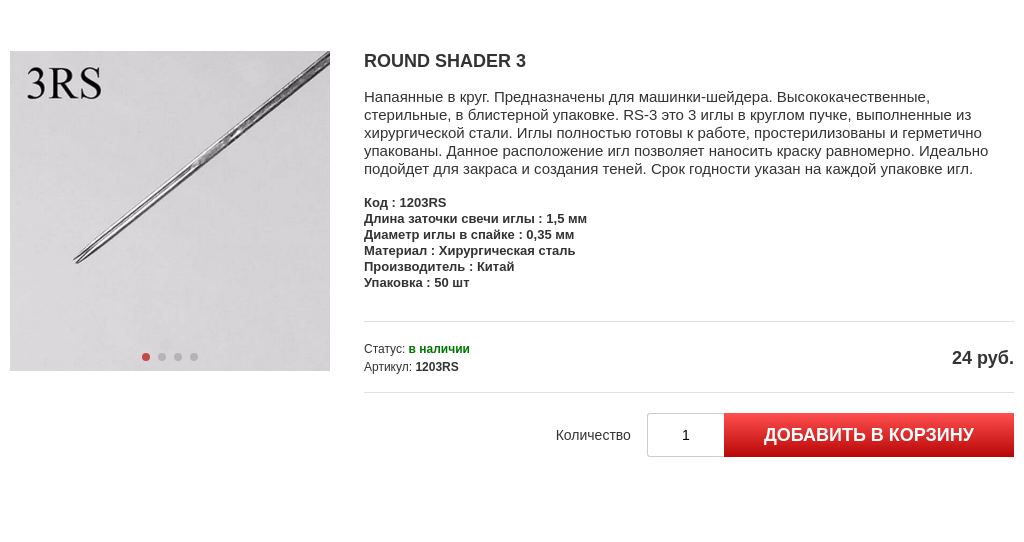 3RS
ROUND SHADER 3
Напаянные в круг. Предназначены для машинки-шейдера. Высококачественные,
стерильные, в блистерной упаковке. RS-3 это 3 иглы в круглом пучке, выполненные из
хирургической стали. Иглы полностью готовы к работе, простерилизованы и герметично
упакованы. Данное расположение игл позволяет наносить краску равномерно. Идеально
подойдет для закраса и создания теней. Срок годности указан на каждой упаковке игл.
Код : 1203RS
Длина заточки свечи иглы : 1,5 мм
Диаметр иглы в спайке : 0,35 мм
Материал : Хирургическая сталь
Производитель : Китай
Упаковка : 50 шт
Статус: в наличии
Артикул: 1203RS
24 руб.
Количество
1
ДОБАВИТЬ В КОРЗИНУ